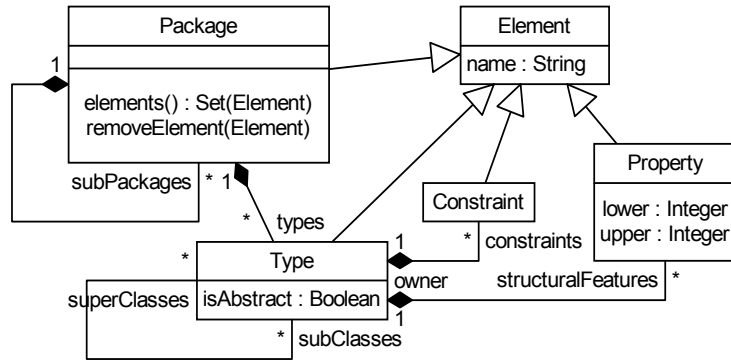 Package
Element
name : String
1
elements() : Set(Element)
removeElement(Element)
subPackages
*
1
Property
lower : Integer
upper : Integer
Constraint
*
types
*
constraints
*
Type
1
owner
structuralFeatures
*
superClasses
isAbstract : Boolean
1
*
subClasses